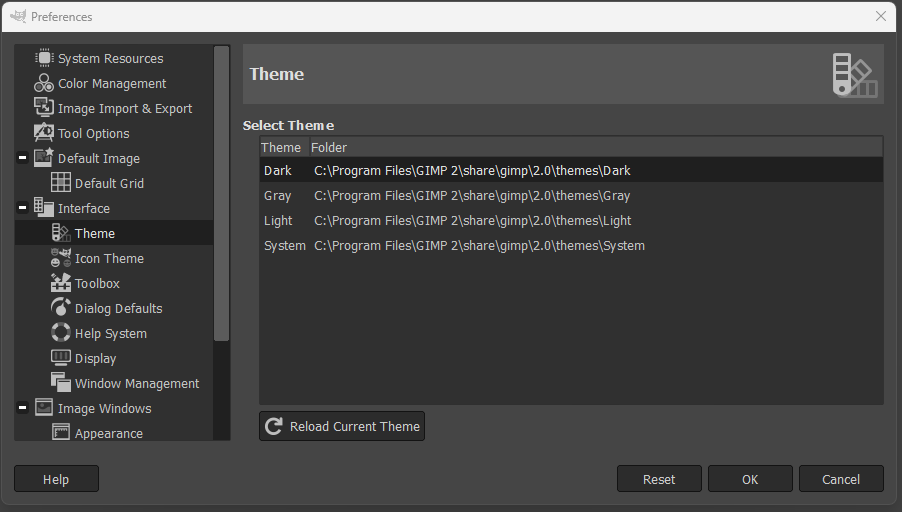 Preferences
System Resources
Color Management
Image Import & Export
Tool Options
Default Image
Default Grid
Interface
Theme
Icon Theme
Toolbox
Dialog Defaults
Help System
Display
Window Management
Image Windows
Appearance
Theme
Select Theme
Theme Folder
Dark C:\Program Files\GIMP 2\share\gimp\2.0\themes\Dark
Gray C:\Program Files\GIMP 2\share\gimp\2.0\themes\Gray
Light C:\Program Files\GIMP 2\share\gimp\2.0\themes\Light
System C:\Program Files\GIMP 2\share\gimp\2.0\themes\System
Reload Current Theme
Help
Reset
OK
Cancel